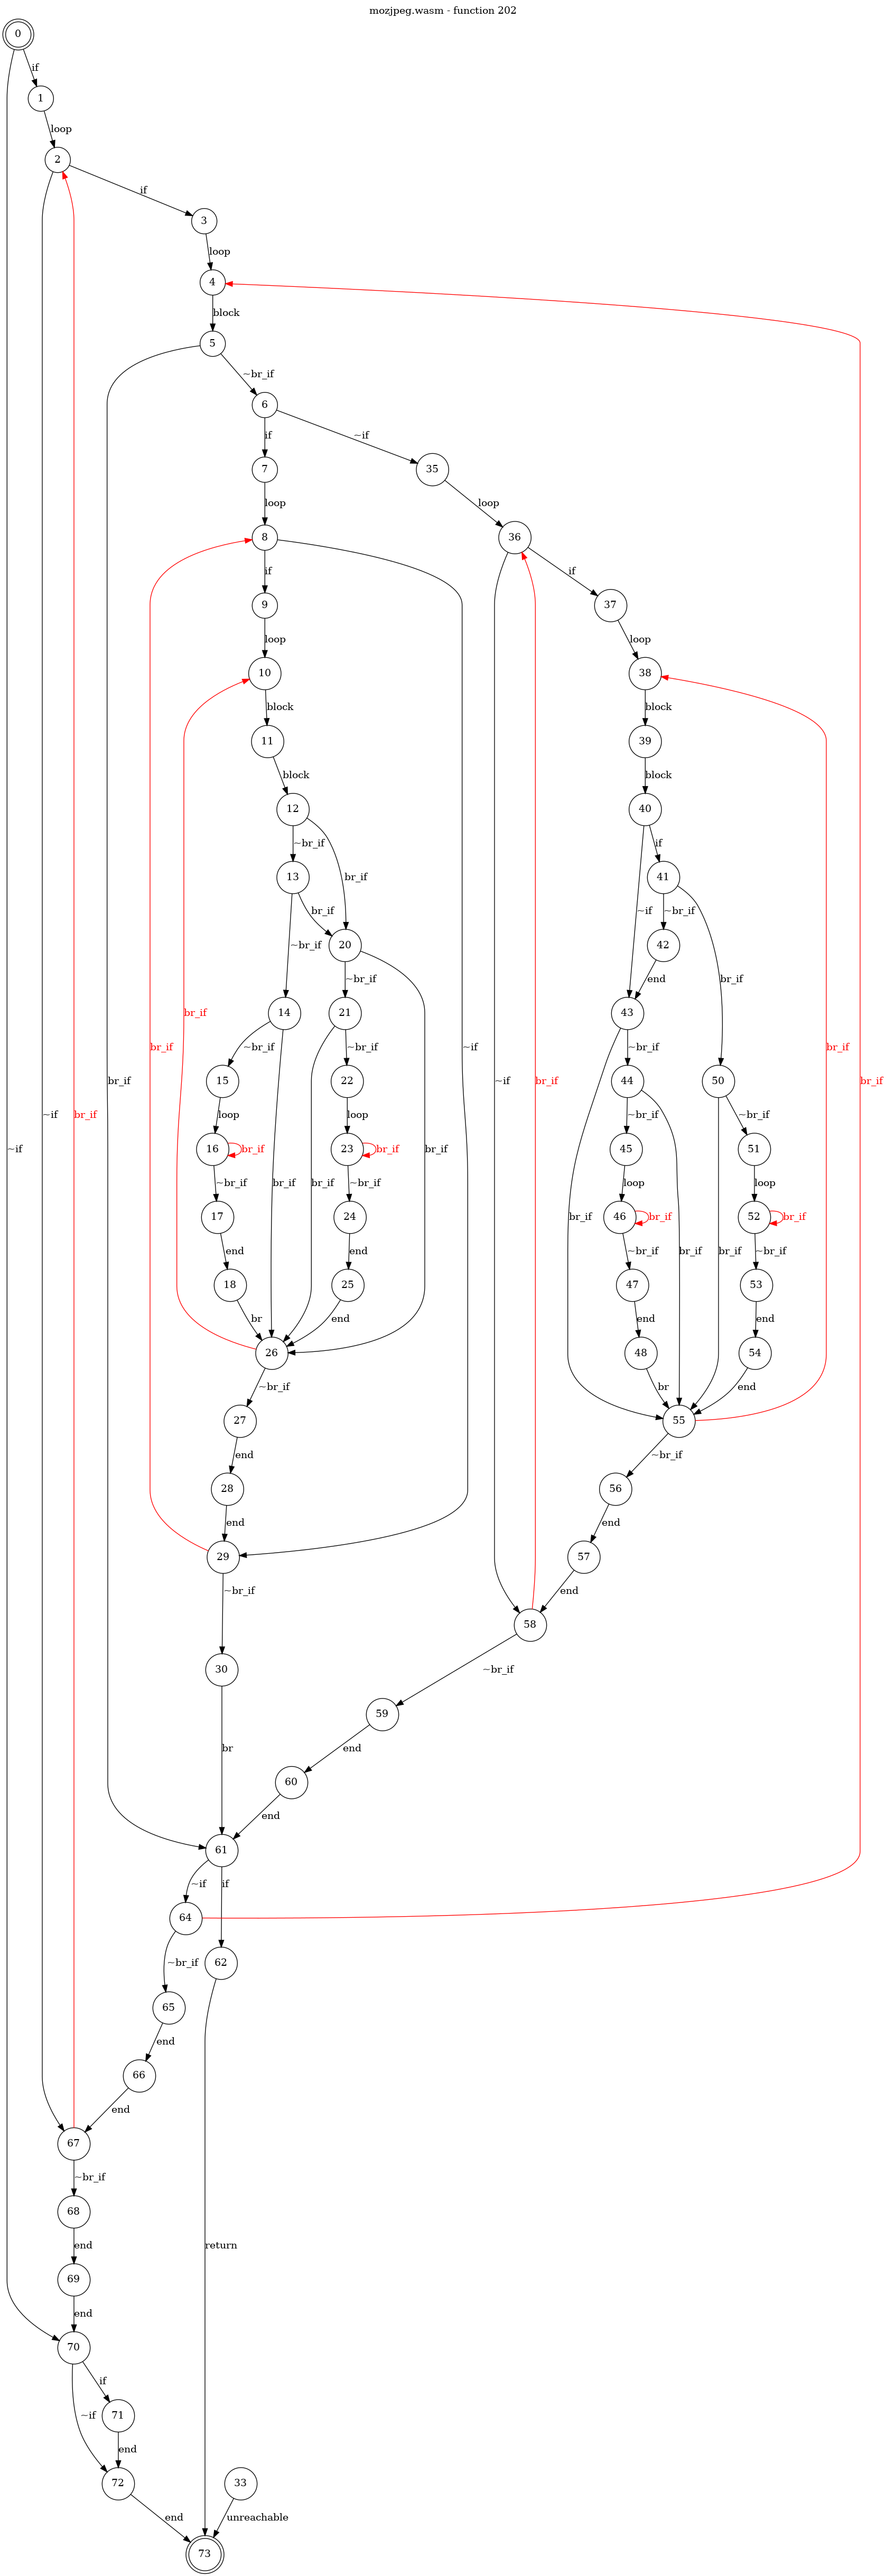 mozjpeg.wasm - function 202
0
if
1
loop
2
if
3
loop
4
block
5
~br_if
6
if
~if
7
35
loop
loop
8
36
if
if
9
37
loop
loop
10
38
block
block
11
39
block
block
12
40
~br_if
br_if
~if
if
13
41
br_if
~br_if
~br_if
20
42
br_if
end
14
br_if
~br_if
21
43
~br_if
~br_if
~br_if
br_if
br_if
~if
15
22
44
50
br_if
~if
br_if
br_if
loop
loop
~br_if
~br_if
~if
br_if
16
br_if
23
br_if
45
51
~if
~br_if
br_if
br_if
~br_if
br_if
loop
loop
17
24
46
br_if
52
br_if
br_if
end
end
~br_if
br_if
br_if
~br_if
18
25
47
53
br
end
end
end
26
48
54
~br_if
br
end
27
55
end
~br_if
28
56
end
end
29
57
~br_if
end
58
30
~br_if
59
br
end
60
end
61
~if
if
64
62
~br_if
65
end
66
end
67
~br_if
68
end
return
69
end
70
if
~if
71
end
72
33
end
unreachable
73